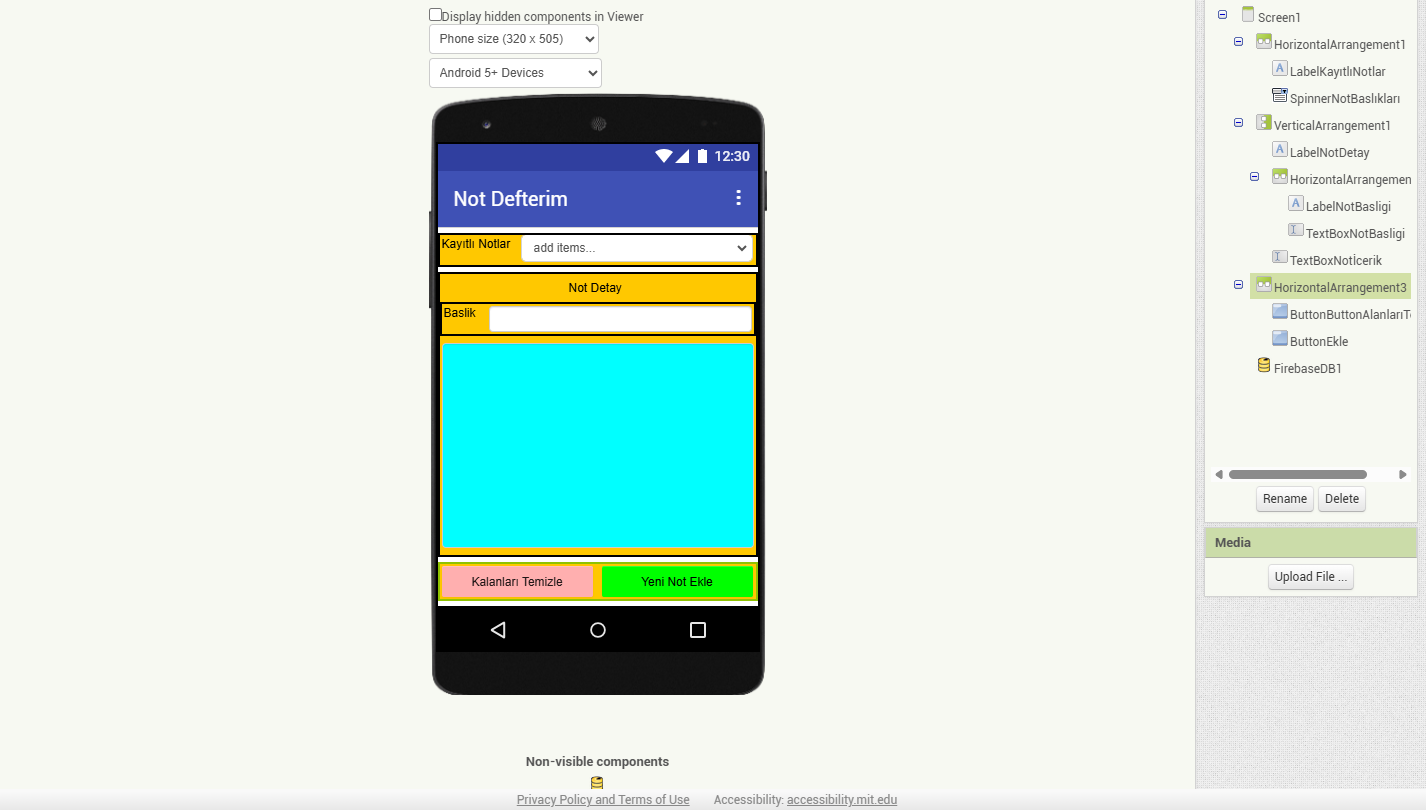 Display hidden components in Viewer
Phone size (320 x 505)
Android 5+ Devices
12:30
Not Defterim
Kayıtlı Notlar
add items...
Not Detay
Baslik
Kalanları Temizle
Yeni Not Ekle
Non-visible components
Privacy Policy and Terms of Use
Accessibility: accessibility.mit.edu
Screen1
HorizontalArrangement1
LabelKayıtlıNotlar
SpinnerNotBaslıkları
VerticalArrangement1
LabelNotDetay
HorizontalArrangemen
LabelNotBasligi
TextBoxNotBasligi
TextBoxNotİcerik
HorizontalArrangement3
ButtonButtonAlanlarıT
ButtonEkle
FirebaseDB1
Rename
Delete
Media
Upload File ...